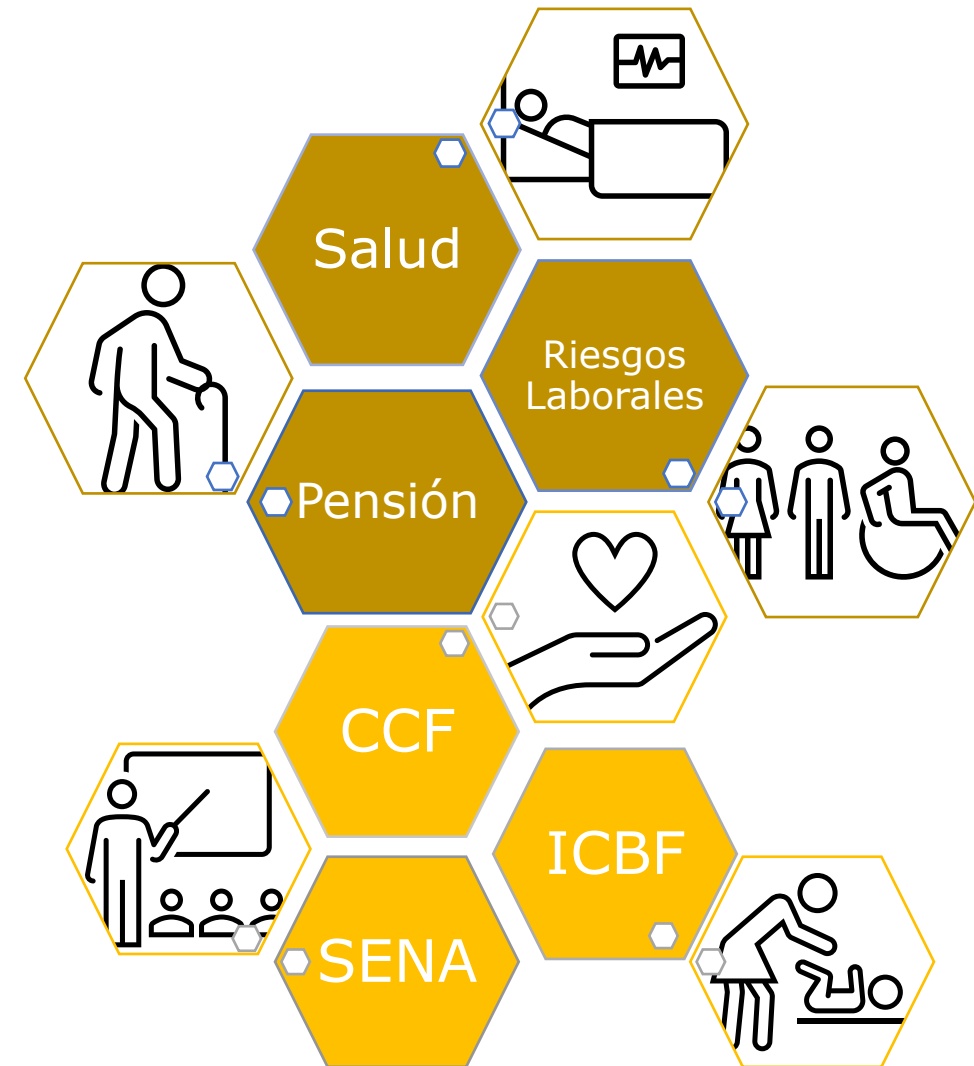 Salud
Riesgos
Laborales
Pensión
CCF
ICBF
SENA